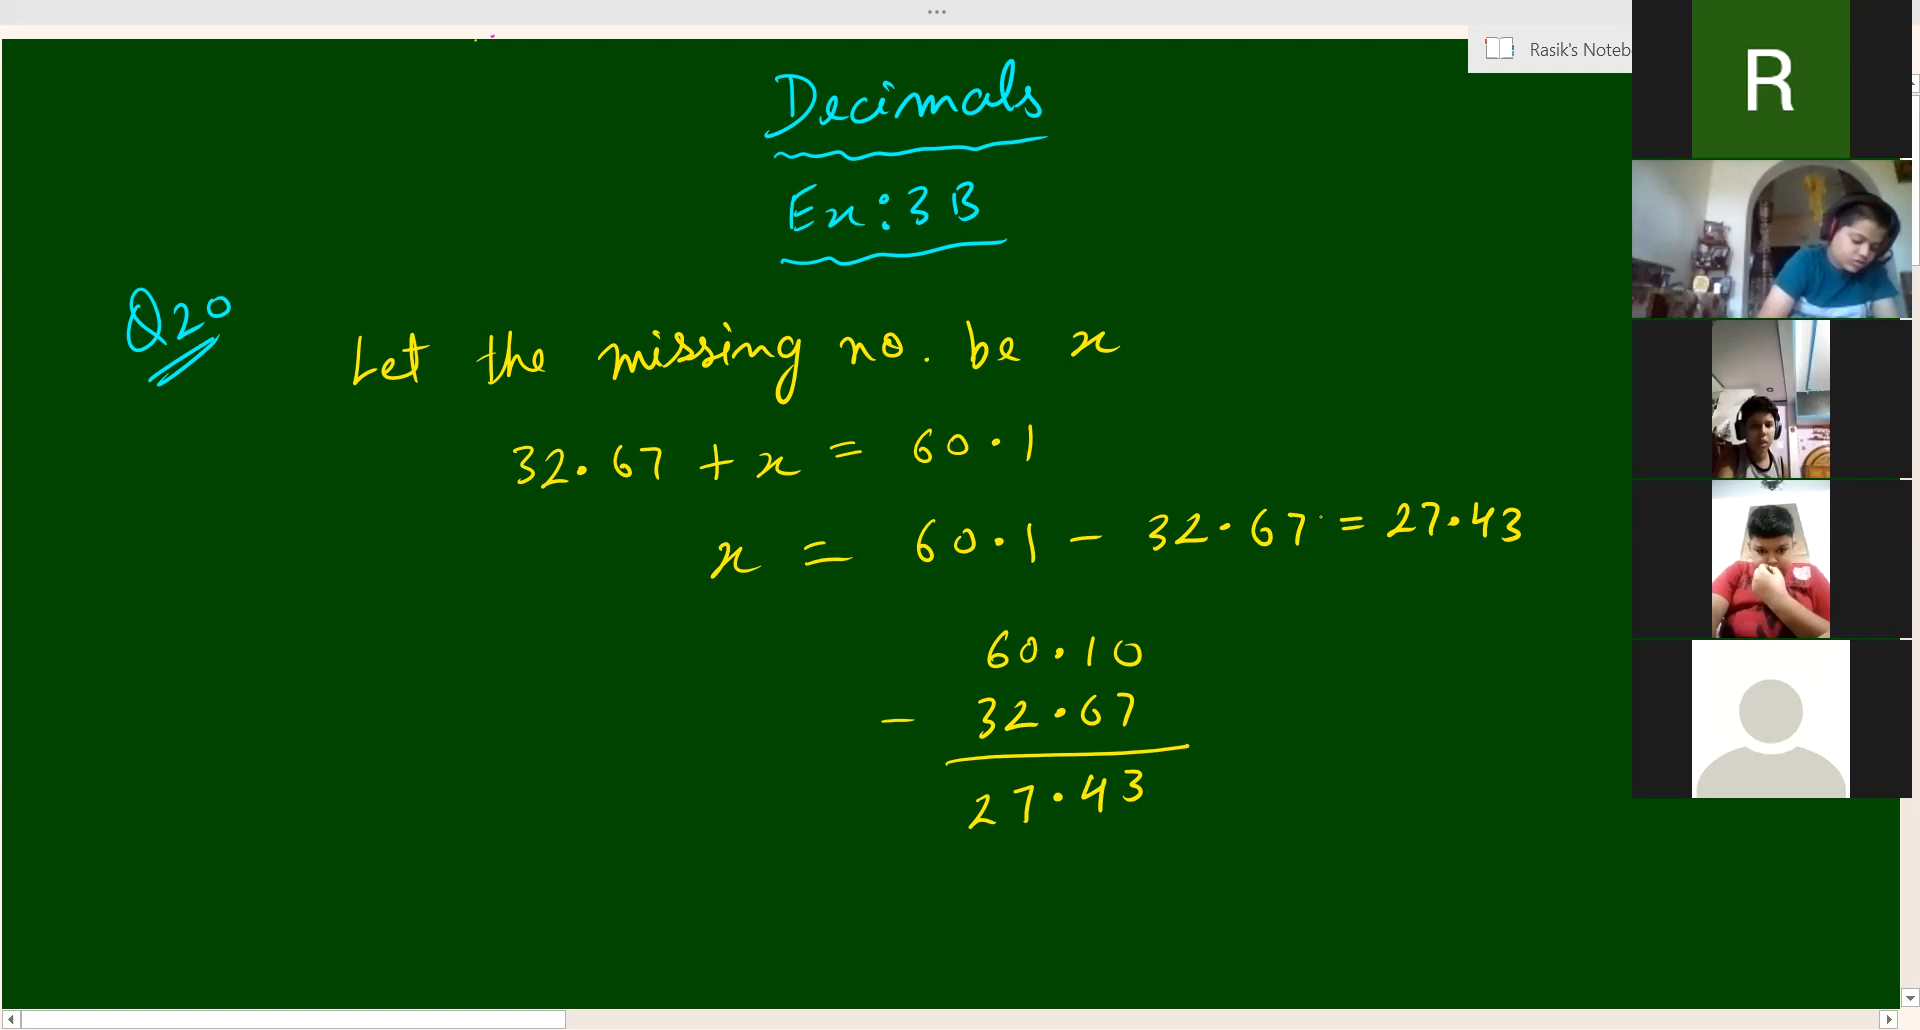 Rasik's Noteb
R
Decimals
Ex: 3B
Q20
Let the missing no. be x
32.67 + x = 60.1
x = 60.1 - 32.67 = 27.43
60.10
- 32.67
27.43